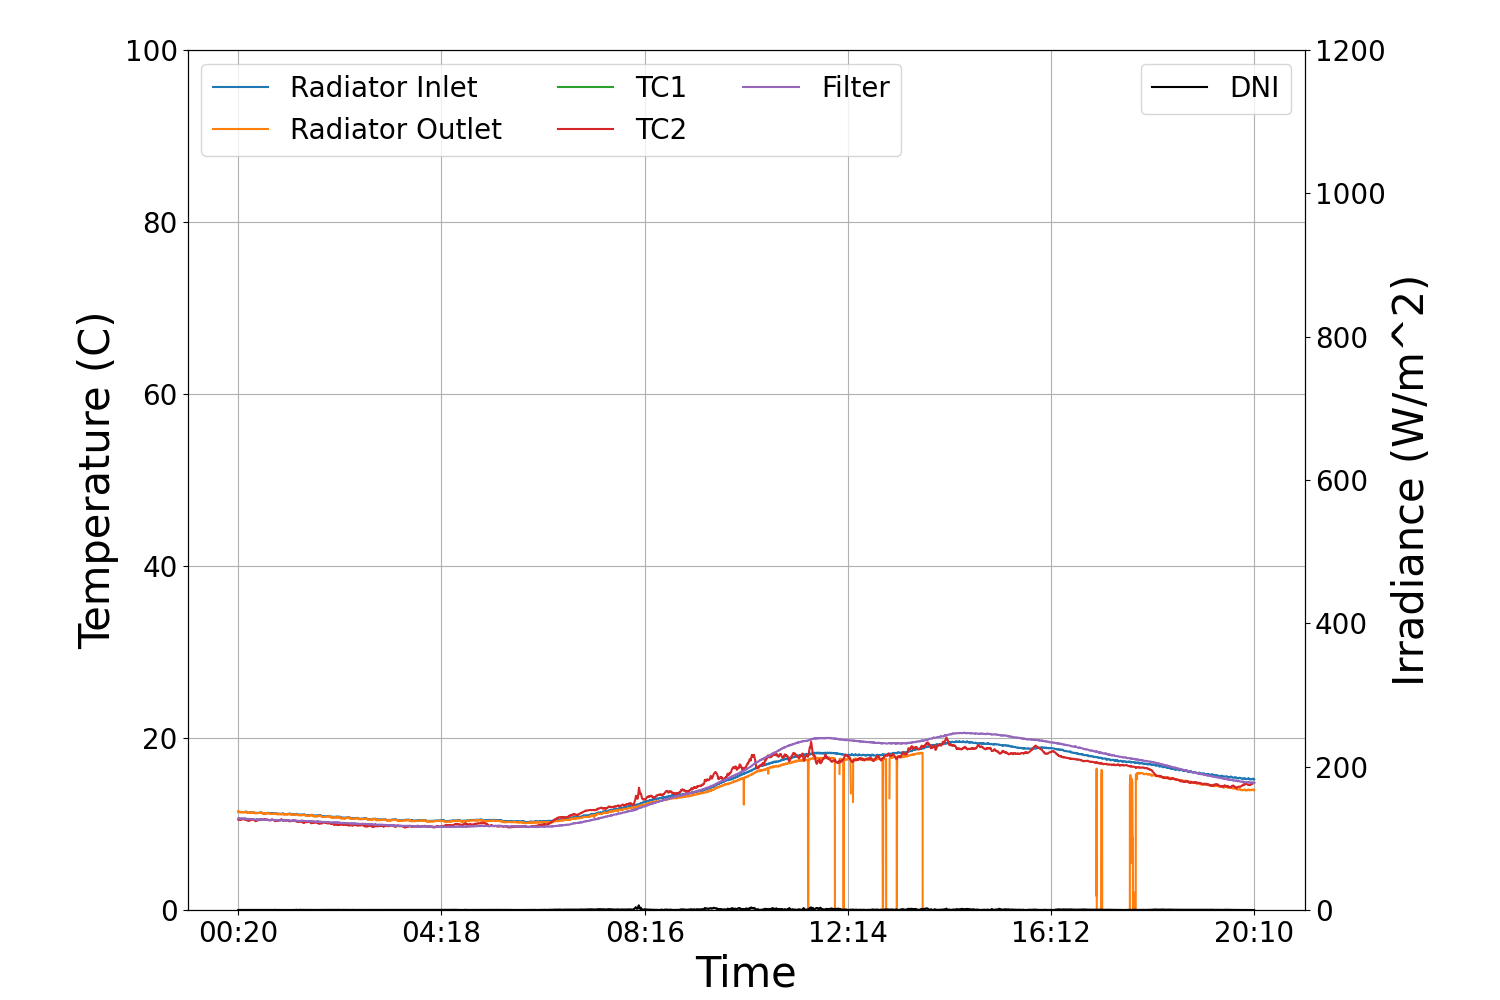 100
80
60
40
20
0
Temperature (C)
Radiator Inlet
Radiator Outlet
TC1
TC2
Filter
DNI
1200
1000
800
600
400
200
0
Irradiance (W/m^2)
00:20 04:18 08:16 12:14 16:12 20:10
Time